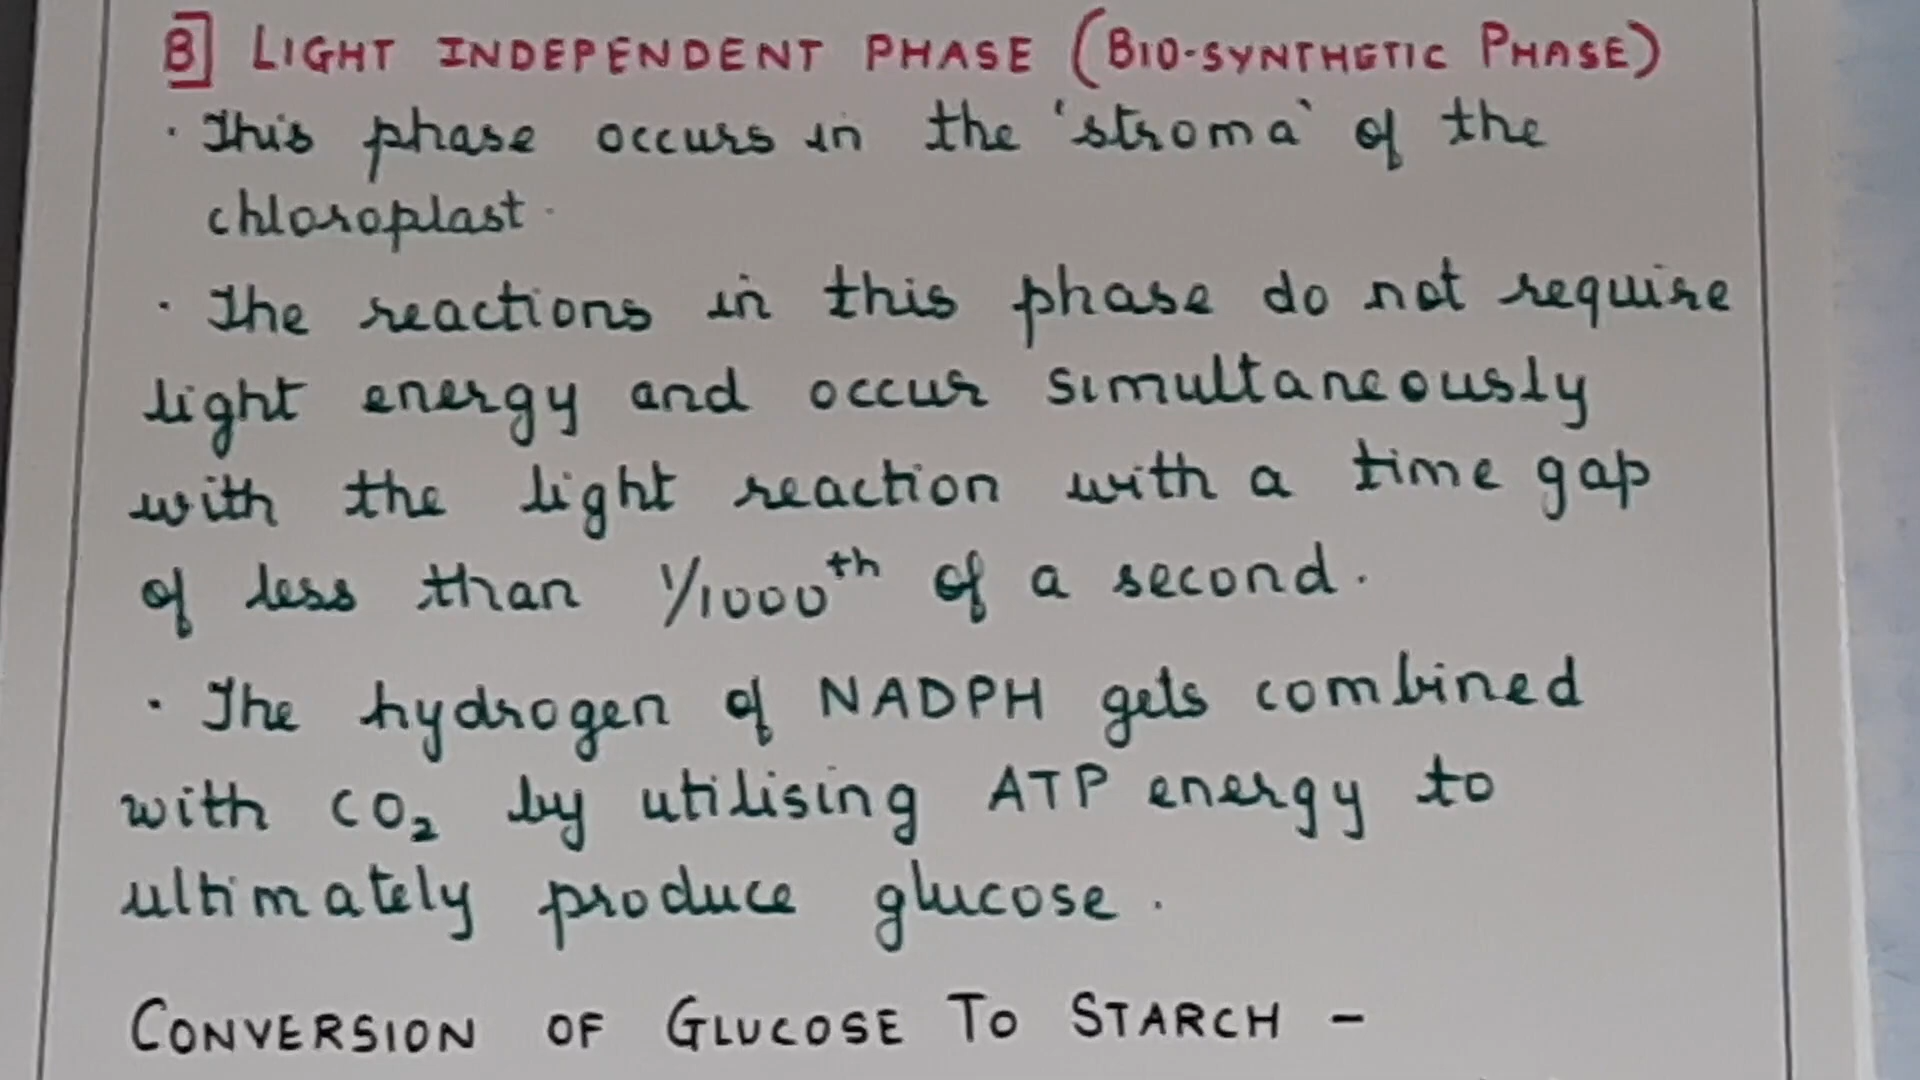 B] LIGHT INDEPENDENT PHASE (BIO-SYNTHETIC PHASE)
· This phase occurs in the 'stroma' of the
chloroplast.
· The reactions in this phase do not require
light energy and occur simultaneously
with the light reaction with a time gap
of less than 1/1000th of a second.
· The hydrogen of NADPH gets combined
with CO₂ by utilising ATP energy to
ultimately produce glucose.
CONVERSION OF GLUCOSE TO STARCH -